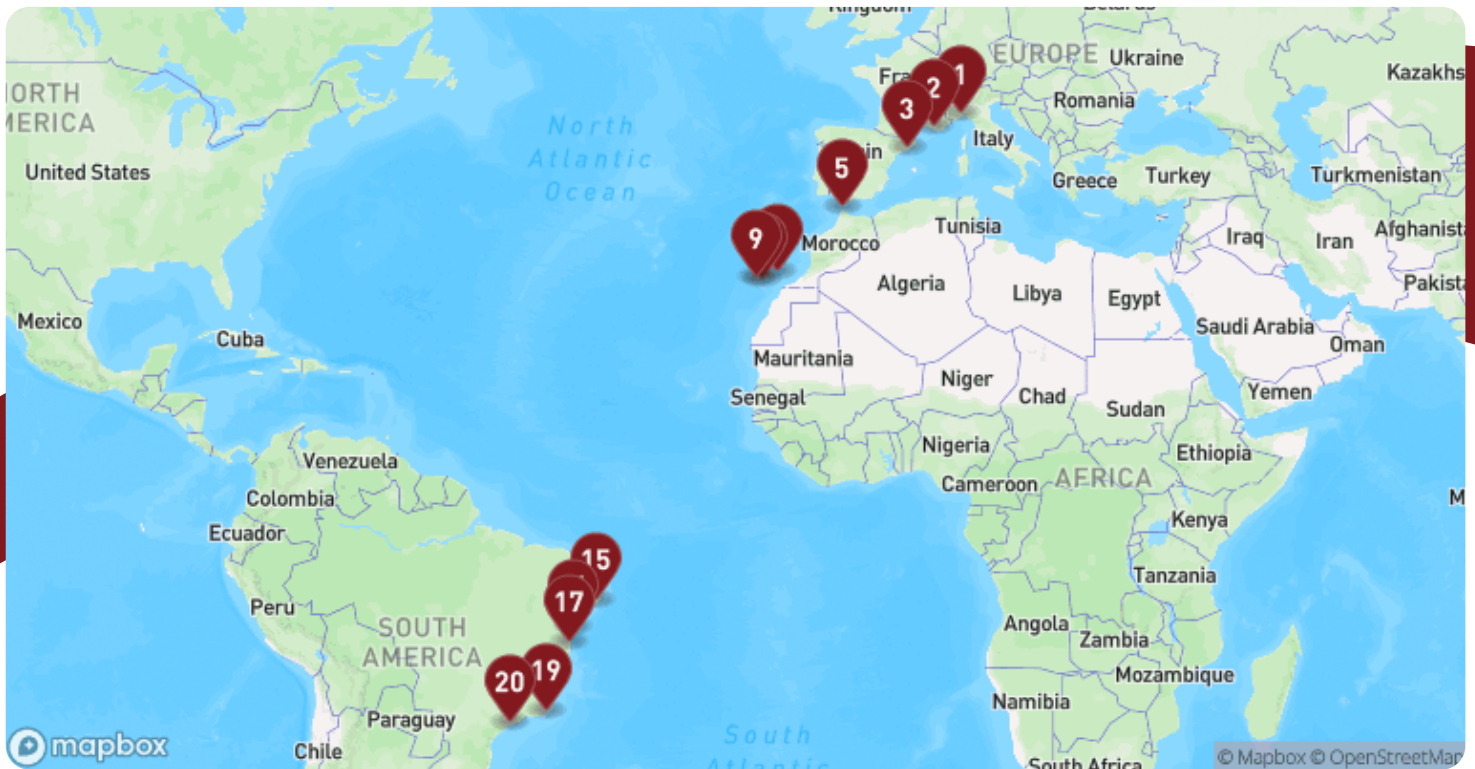 Kingdom
Belarus
EUROPE
Ukraine
Kazakhs
Fra
1
2
3
Romania
NORTH
AMERICA
North
Atlantic
Ocean
Italy
in
5
United States
Greece
Turkey
Turkmenistan
9
Morocco
Tunisia
Iraq
Iran
Afghanista
Algeria
Libya
Egypt
Pakista
Mexico
Cuba
Saudi Arabia
Oman
Mauritania
Niger
Chad
Yemen
Senegal
Sudan
Nigeria
Ethiopia
Venezuela
Colombia
Cameroon
AFRICA
M
Ecuador
Kenya
15
Tanzania
Peru
17
SOUTH
AMERICA
Angola
Zambia
19
20
Mozambique
Namibia
Paraguay
South
Atlantic
mapbox
Chile
South Africa
© Mapbox © OpenStreetMap